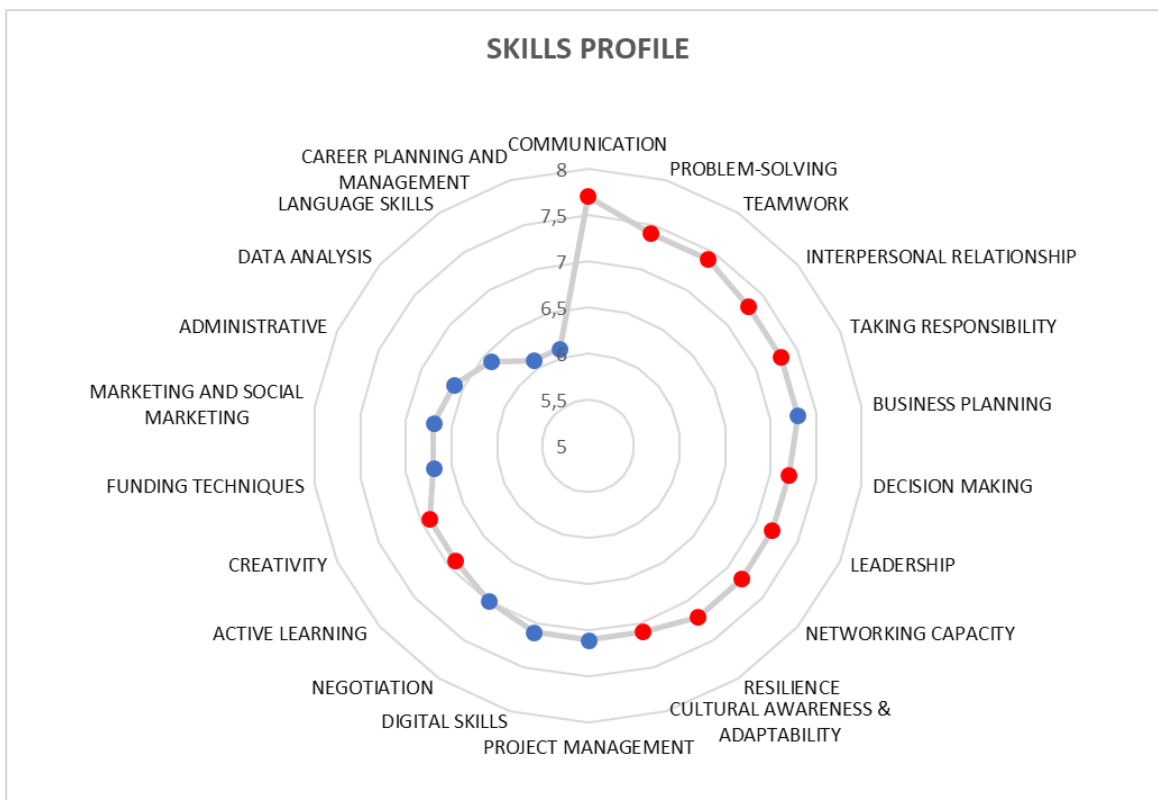 SKILLS PROFILE
COMMUNICATION
PROBLEM-SOLVING
TEAMWORK
INTERPERSONAL RELATIONSHIP
TAKING RESPONSIBILITY
BUSINESS PLANNING
DECISION MAKING
LEADERSHIP
NETWORKING CAPACITY
RESILIENCE
CULTURAL AWARENESS &
ADAPTABILITY
PROJECT MANAGEMENT
DIGITAL SKILLS
NEGOTIATION
ACTIVE LEARNING
CREATIVITY
FUNDING TECHNIQUES
MARKETING AND SOCIAL
MARKETING
ADMINISTRATIVE
DATA ANALYSIS
LANGUAGE SKILLS
CAREER PLANNING AND
MANAGEMENT
8
7,5
7
6,5
6
5,5
5